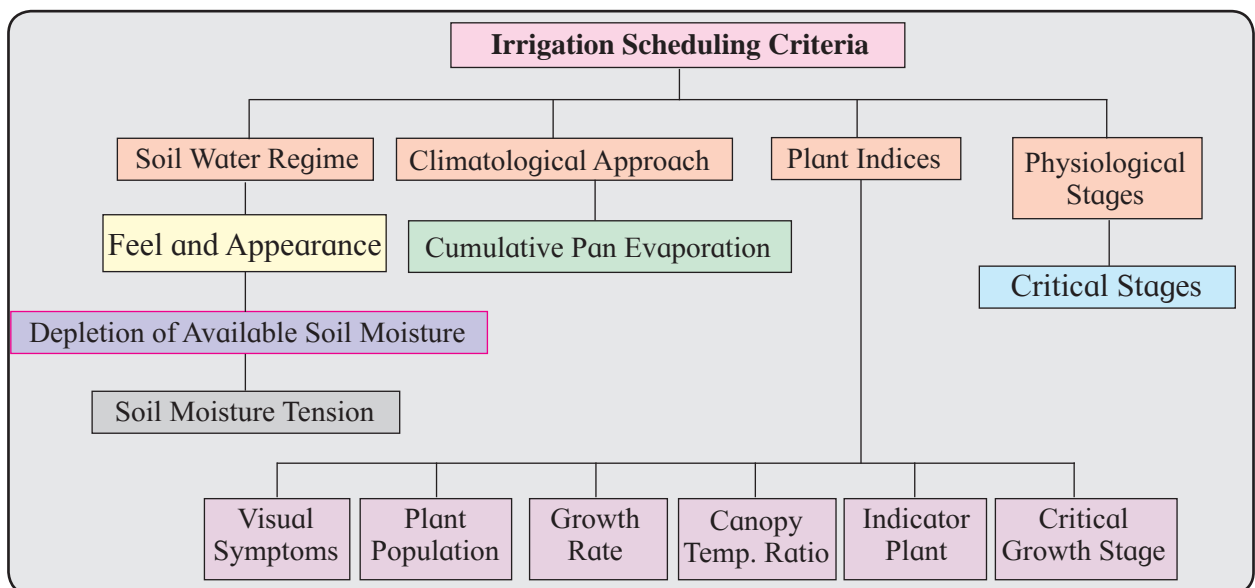 Irrigation Scheduling Criteria
Soil Water Regime
Climatological Approach
Plant Indices
Physiological
Stages
Feel and Appearance
Cumulative Pan Evaporation
Critical Stages
Depletion of Available Soil Moisture
Soil Moisture Tension
Visual
Symptoms
Plant
Population
Growth
Rate
Canopy
Temp. Ratio
Indicator
Plant
Critical
Growth Stage